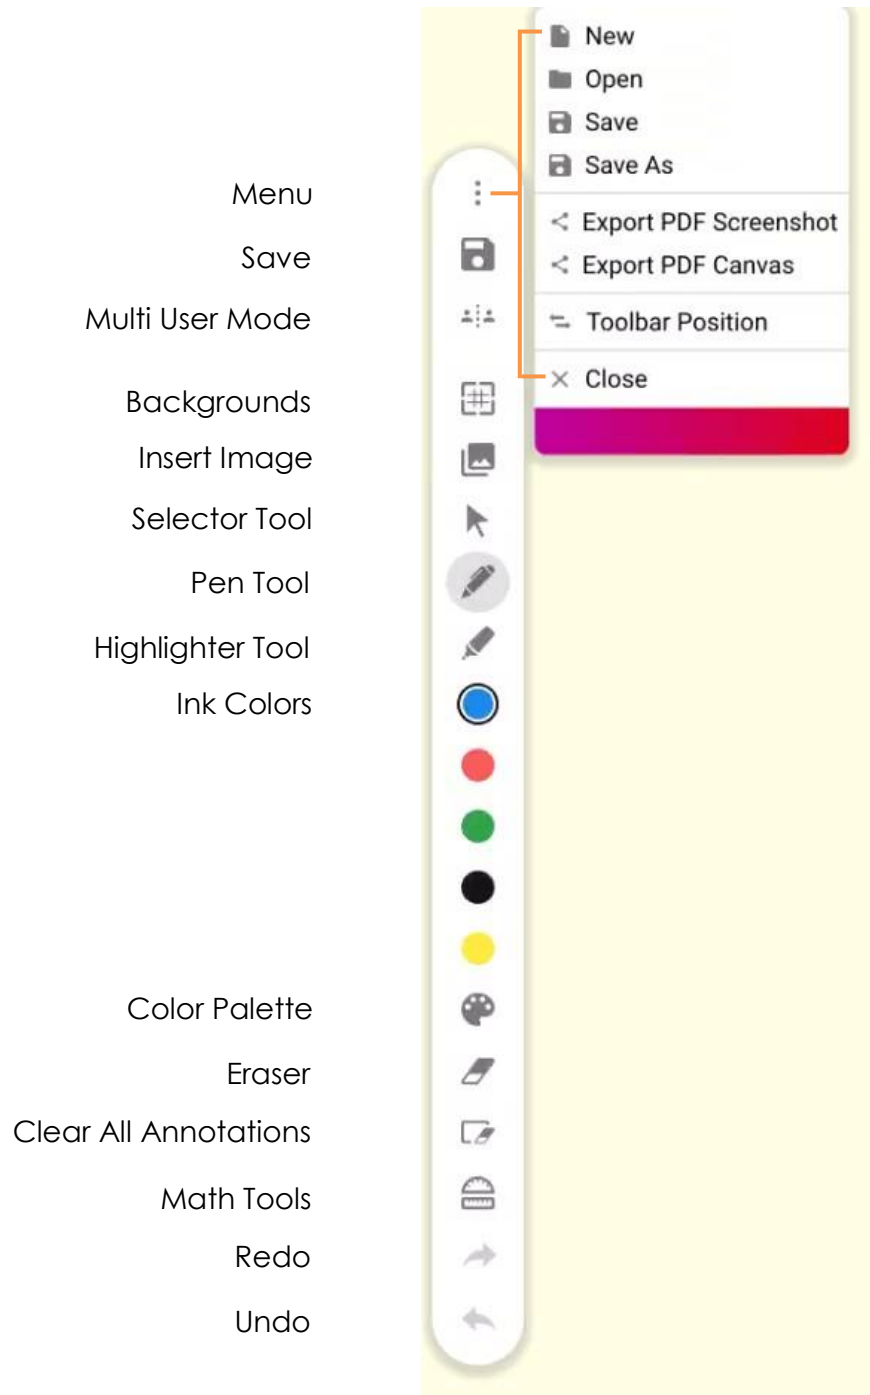 New
Open
Save
Save As
Export PDF Screenshot
Export PDF Canvas
Toolbar Position
Close
Menu
Save
Multi User Mode
Backgrounds
Insert Image
Selector Tool
Pen Tool
Highlighter Tool
Ink Colors
Color Palette
Eraser
Clear All Annotations
Math Tools
Redo
Undo